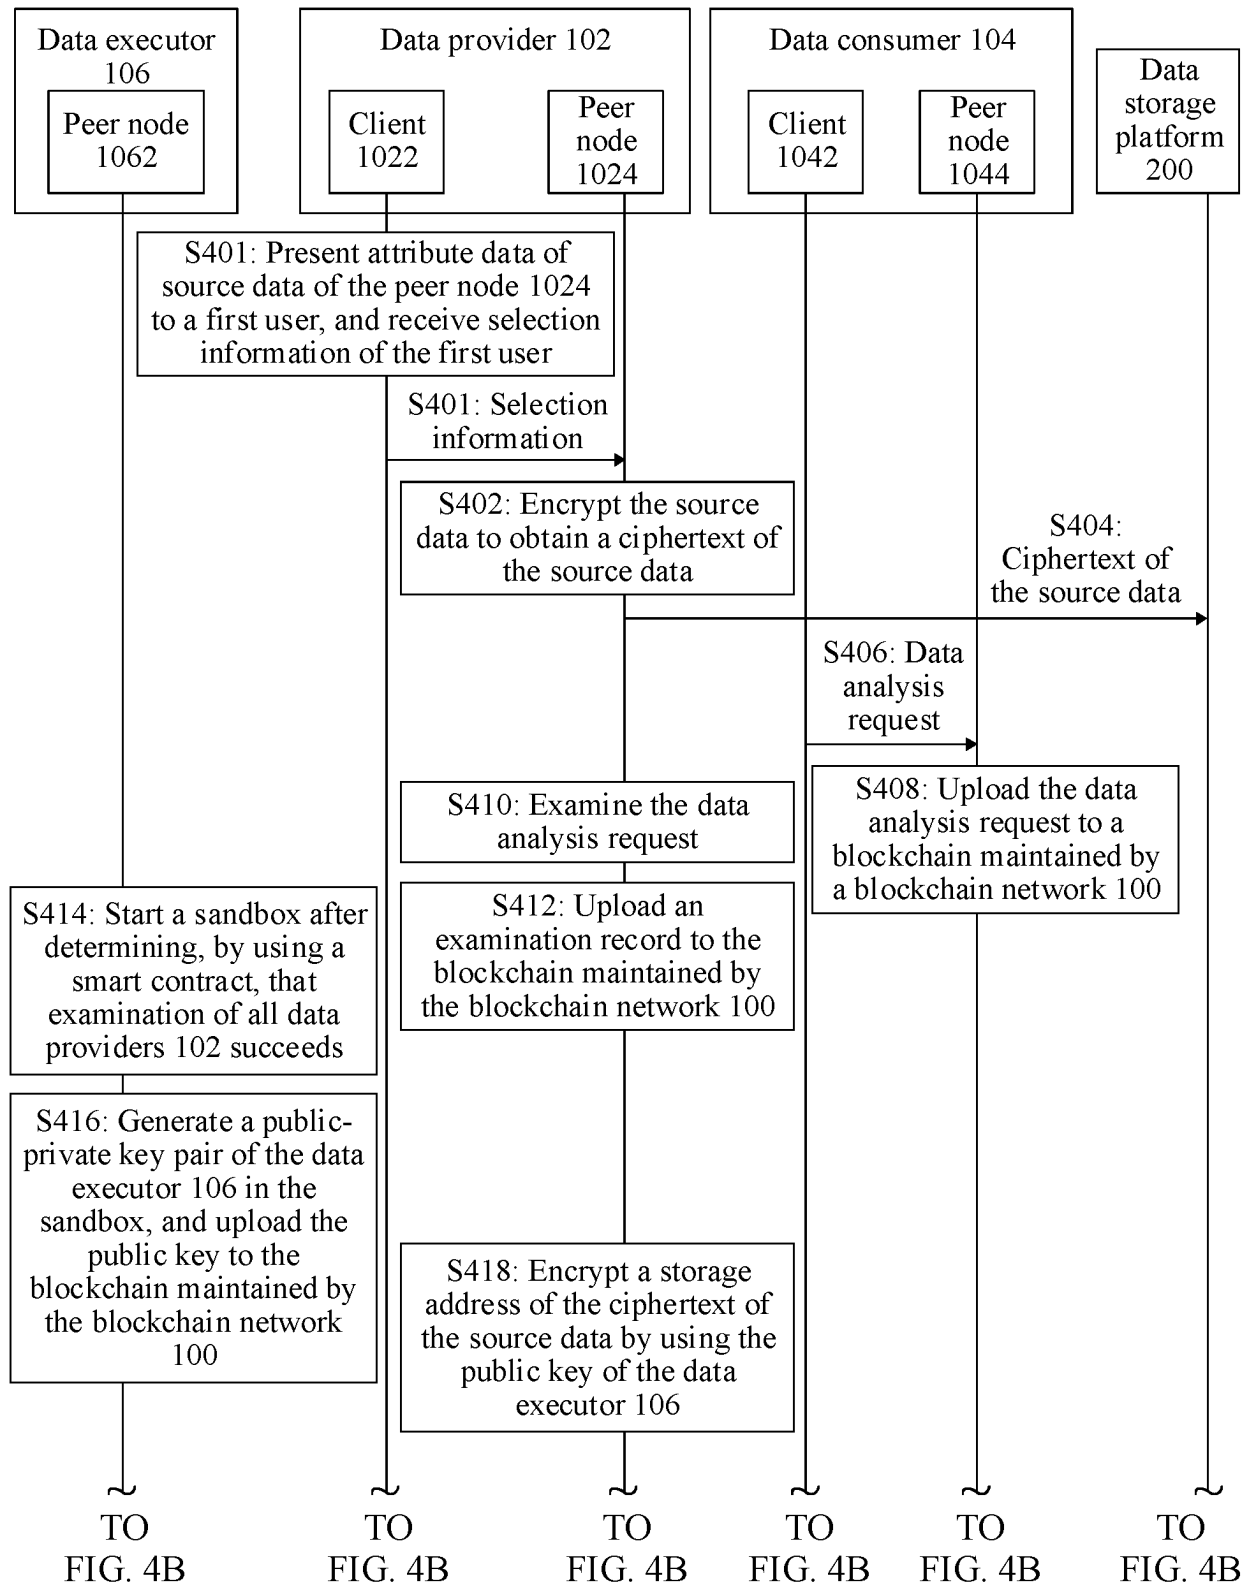 Data executor
106
Peer node
1062
Data provider 102
Client
1022
Peer
node
1024
Data consumer 104
Client
1042
Peer
node
1044
Data
storage
platform
200
S401: Present attribute data of
source data of the peer node 1024
to a first user, and receive selection
information of the first user
S401: Selection
information
S402: Encrypt the source
data to obtain a ciphertext of
the source data
S404:
Ciphertext of
the source data
S406: Data
analysis
request
S408: Upload the data
analysis request to a
blockchain maintained by
a blockchain network 100
S410: Examine the data
analysis request
S412: Upload an
examination record to the
blockchain maintained by
the blockchain network 100
S414: Start a sandbox after
determining, by using a
smart contract, that
examination of all data
providers 102 succeeds
S416: Generate a public-
private key pair of the data
executor 106 in the
sandbox, and upload the
public key to the
blockchain maintained by
the blockchain network
100
S418: Encrypt a storage
address of the ciphertext of
the source data by using the
public key of the data
executor 106
TO
FIG. 4B
TO
FIG. 4B
TO
FIG. 4B
TO
FIG. 4B
TO
FIG. 4B
TO
FIG. 4B